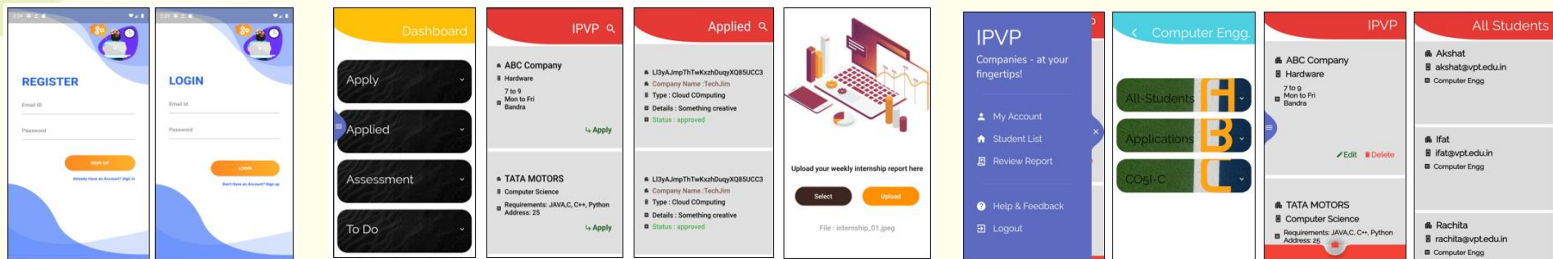 REGISTER
Email ID
Password
SIGN UP
Already Have an Account? Sign in
LOGIN
Email Id
Password
LOGIN
Don't Have an Account? Sign up
Dashboard
Apply
Applied
Assessment
To Do
IPVP
ABC Company
Hardware
7 to 9
Mon to Fri
Bandra
Apply
TATA MOTORS
Computer Science
Requirements: JAVA,C, C++, Python
Address: 25
Apply
Applied
Company Name :TechJim
Type : Cloud COmputing
Details : Something creative
Status : approved
Company Name :TechJim
Type : Cloud COmputing
Details : Something creative
Status : approved
Upload your weekly internship report here
Select
Upload
File : internship_01.jpeg
IPVP
Companies - at your
fingertips!
My Account
Student List
Review Report
Help & Feedback
Logout
Computer Engg.
All-Students
Applications
CO5I-C
IPVP
ABC Company
Hardware
7 to 9
Mon to Fri
Bandra
Edit
Delete
TATA MOTORS
Computer Science
Requirements: JAVA,C, C++, Python
Address: 25
All Students
Akshat
akshat@vpt.edu.in
Computer Engg
Ifat
ifat@vpt.edu.in
Computer Engg
Rachita
rachita@vpt.edu.in
Computer Engg